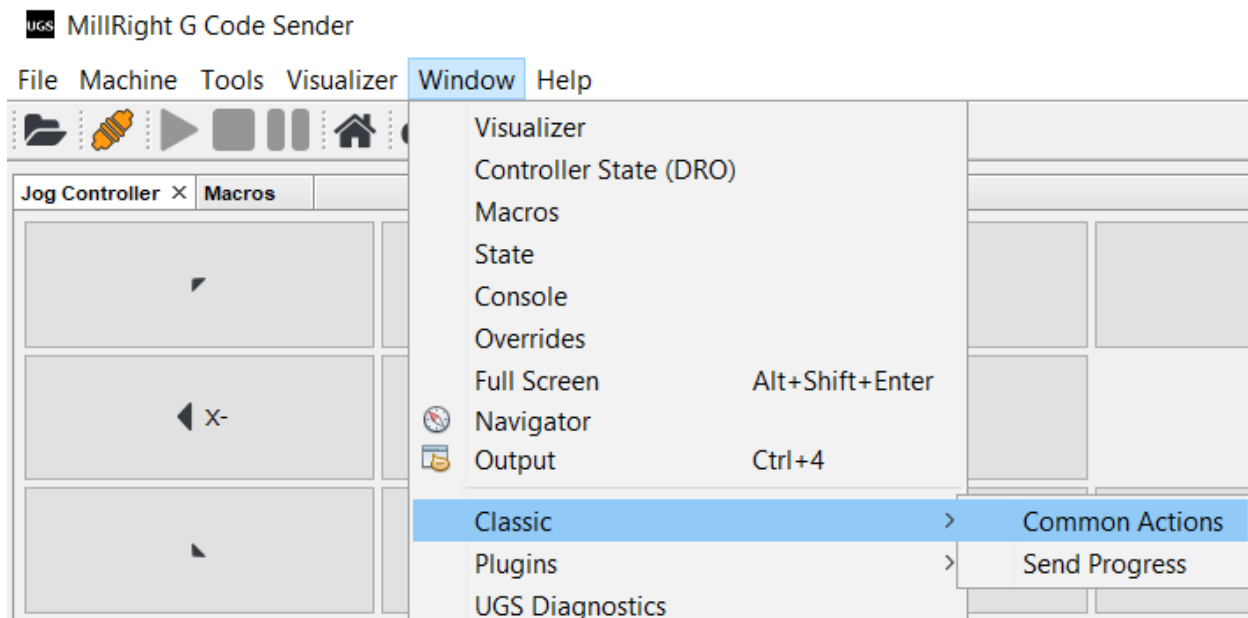 UGS MillRight G Code Sender
File Machine Tools Visualizer Window Help
Jog Controller × Macros
Visualizer
Controller State (DRO)
Macros
State
Console
Overrides
Full Screen Alt+Shift+Enter
Navigator
Output Ctrl+4
Classic > Common Actions
Plugins > Send Progress
UGS Diagnostics
X-